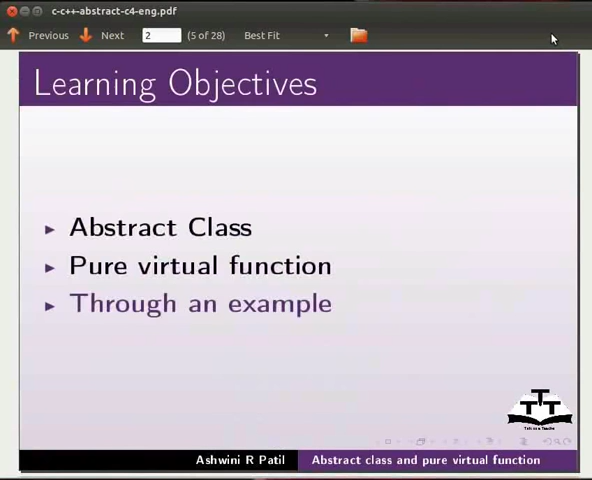 c-c++-abstract-c4-eng.pdf
Previous Next 2 (5 of 28) Best Fit
Learning Objectives
Abstract Class
Pure virtual function
Through an example
TTT
Ashwini R Patil Abstract class and pure virtual function